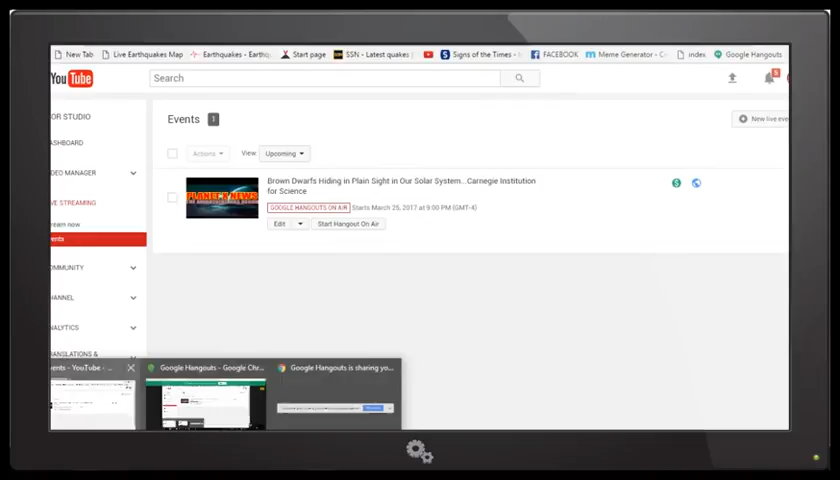 New Tab
Live Earthquakes Map
Earthquakes - Earthq
Start page
SSN - Latest quakes
Signs of the Times -
FACEBOOK
Meme Generator - C
index
Google Hangouts
YouTube
Search
5
OR STUDIO
Events 1
New live eve
ASHBOARD
Actions
View:
Upcoming
IDEO MANAGER
Brown Dwarfs Hiding in Plain Sight in Our Solar System...Carnegie Institution
for Science
PLANET X NEWS
IVE STREAMING
GOOGLE HANGOUTS ON AIR Starts March 25, 2017 at 9:00 PM (GMT-4)
ream now
Edit
Start Hangout On Air
ents
OMMUNITY
HANNEL
NALYTICS
RANSLATIONS &
vents - YouTube - ...
Google Hangouts - Google Chr...
Google Hangouts is sharing yo...